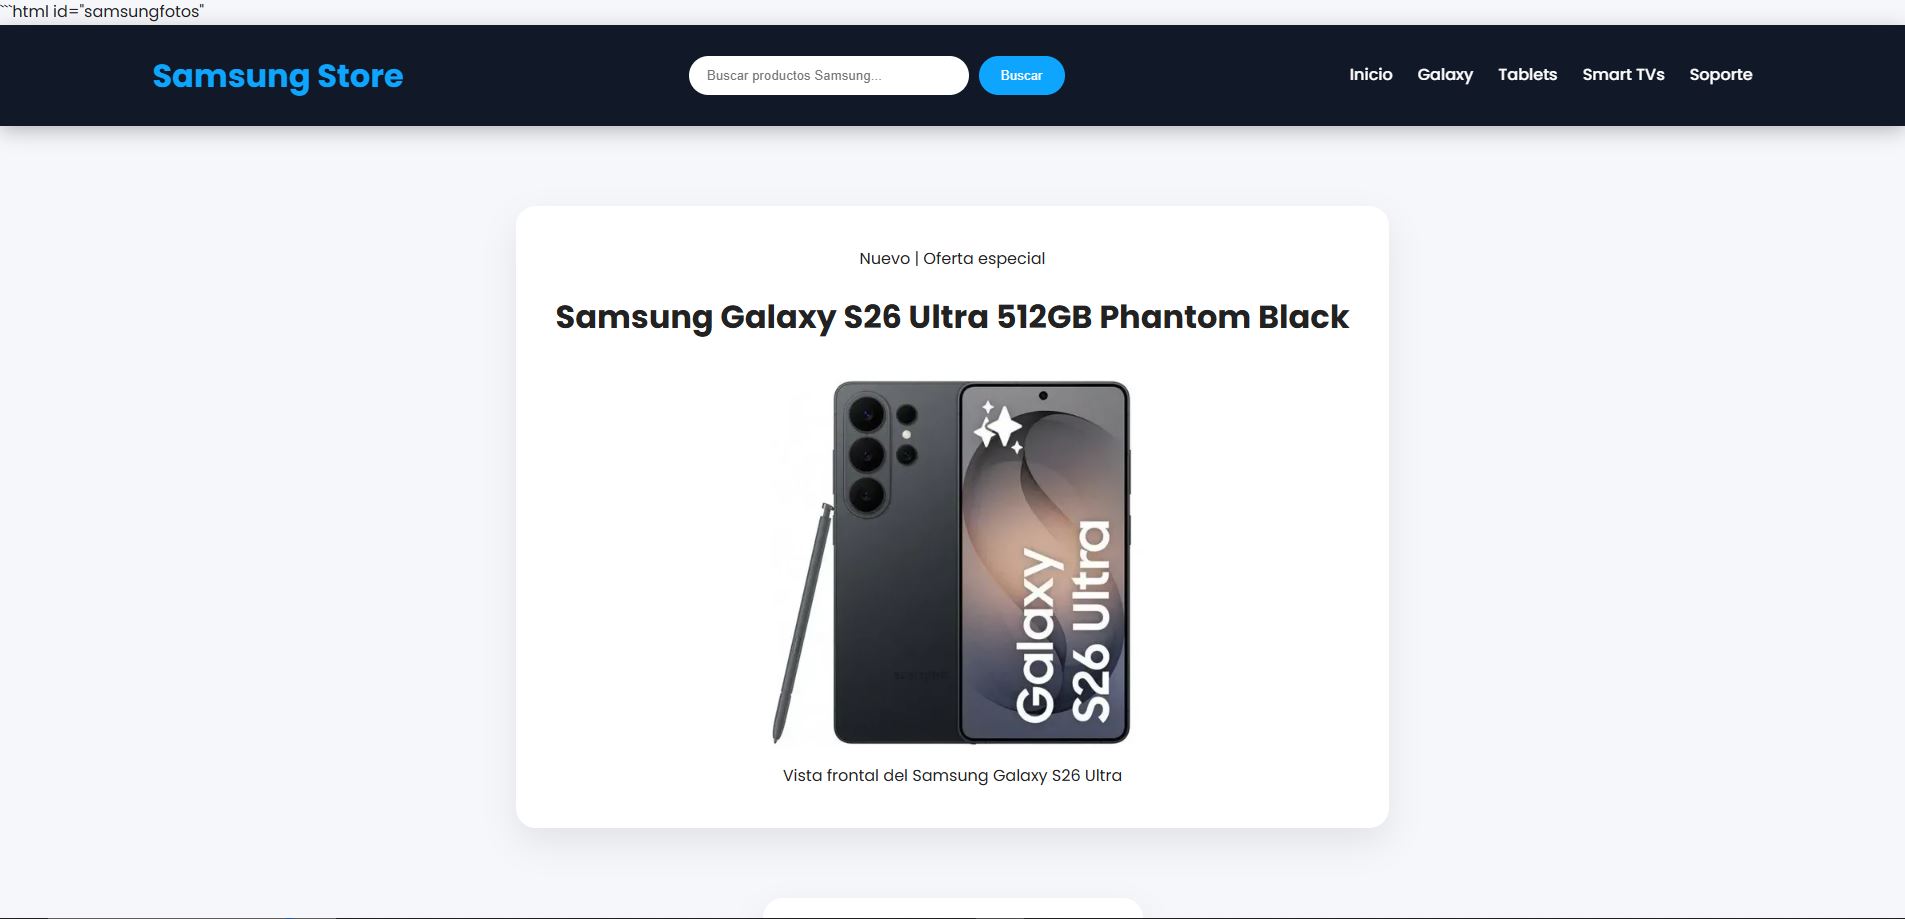 ```html id="samsungfotos"
Samsung Store
Buscar productos Samsung...
Buscar
Inicio
Galaxy
Tablets
Smart TVs
Soporte
Nuevo | Oferta especial
Samsung Galaxy S26 Ultra 512GB Phantom Black
Galaxy
S26 Ultra
Vista frontal del Samsung Galaxy S26 Ultra